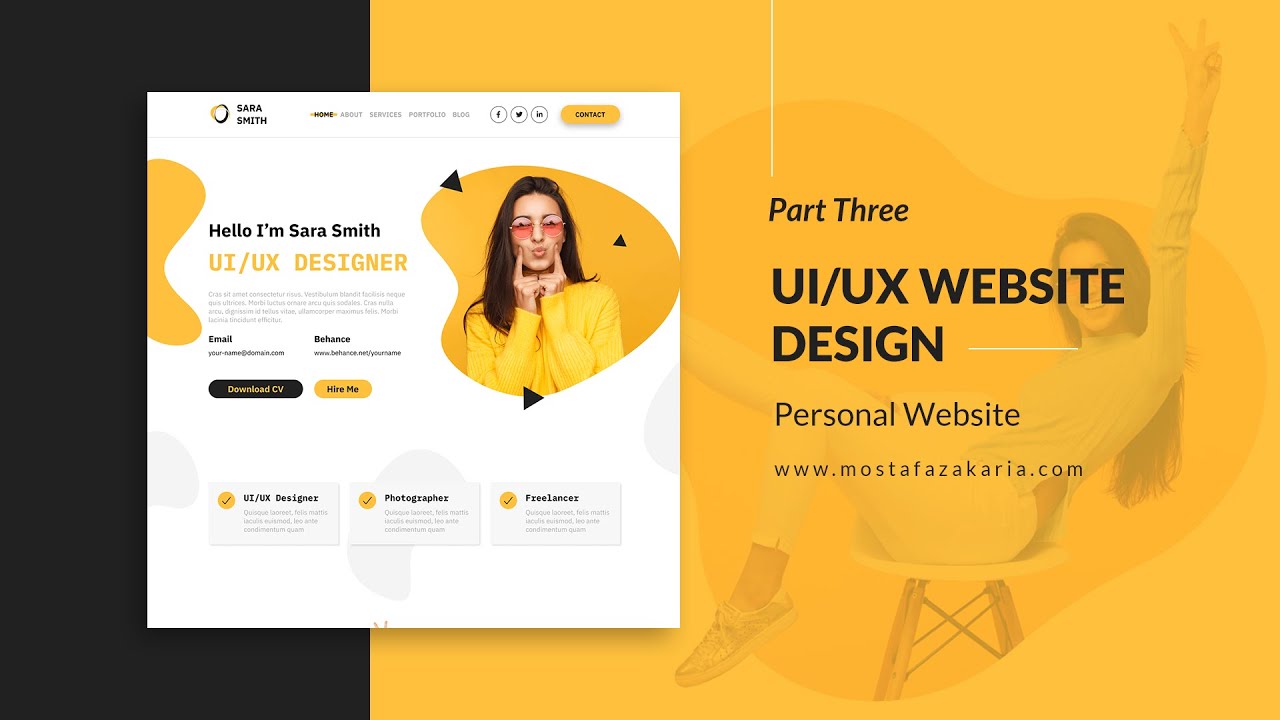 SARA
SMITH
HOME ABOUT SERVICES PORTFOLIO BLOG
f in
CONTACT
Hello I'm Sara Smith
UI/UX DESIGNER
Cras sit amet consectetur risus. Vestibulum blandit facilisis neque
quis ultrices. Morbi luctus ornare arcu quis sodales. Cras nulla
arcu, dignissim id tellus vitae, ullamcorper maximus felis. Morbi
lacinia tincidunt efficitur.
Email
your-name@domain.com
Behance
www.behance.net/yourname
Download CV
Hire Me
UI/UX Designer
Quisque laoreet, felis mattis
iaculis euismod, leo ante
condimentum quam
Photographer
Quisque laoreet, felis mattis
iaculis euismod, leo ante
condimentum quam
Freelancer
Quisque laoreet, felis mattis
iaculis euismod, leo ante
condimentum quam
Part Three
UI/UX WEBSITE
DESIGN
Personal Website
www.mostafazakaria.com